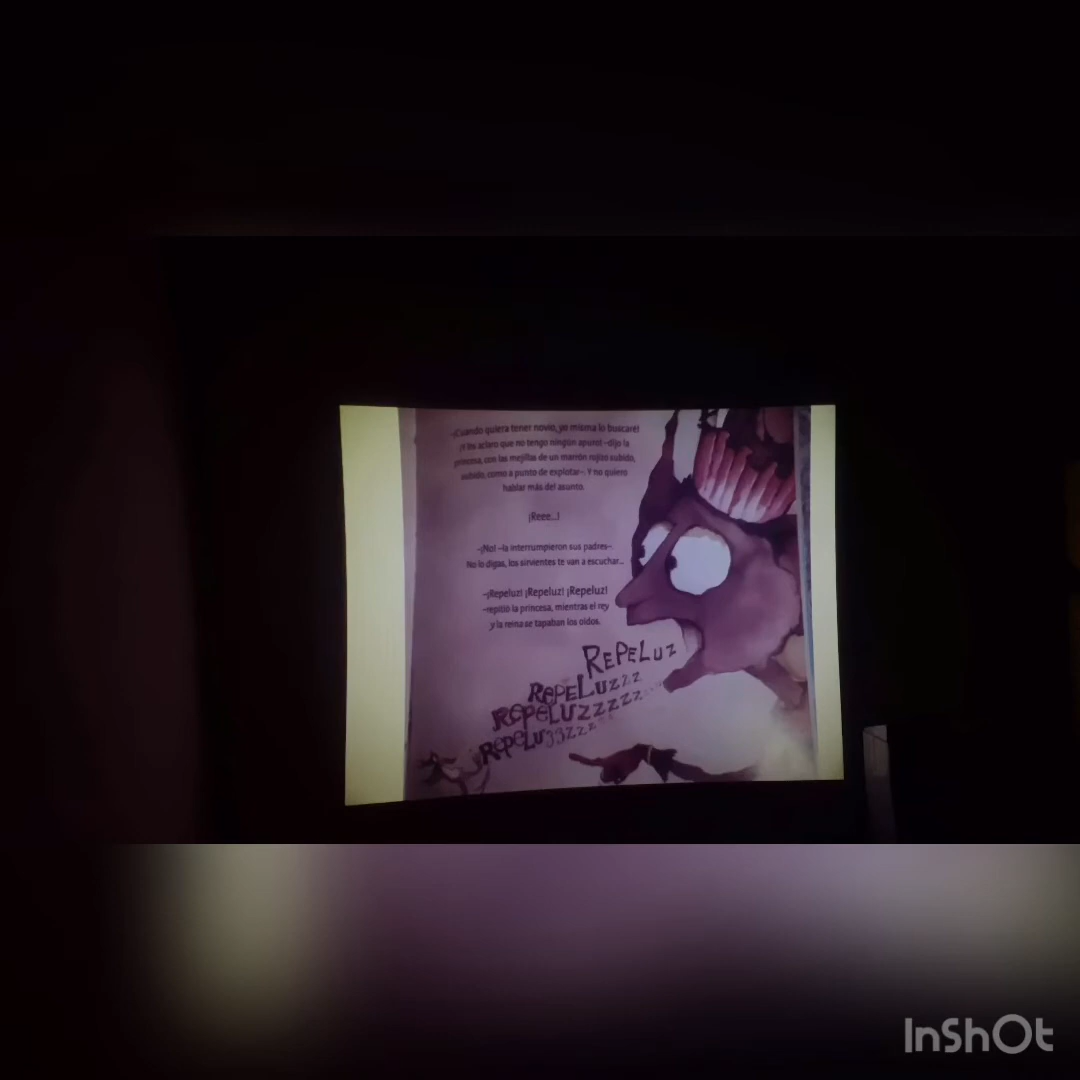 -¡Cuando quiera tener novio, yo misma lo buscaré!
¡Y les aclaro que no tengo ningún apuro! -dijo la
princesa, con las mejillas de un marrón rojizo subido,
subido, como a punto de explotar-. Y no quiero
hablar más del asunto.
¡Reee...!
-¡No! -la interrumpieron sus padres-.
No lo digas, los sirvientes te van a escuchar...
-¡Repeluz! ¡Repeluz! ¡Repeluz!
-repitió la princesa, mientras el rey
y la reina se tapaban los oídos.
REPELUZ
REPELUZZZ
REPELUZZZZZ
REPELUZZZZZ
InShOt